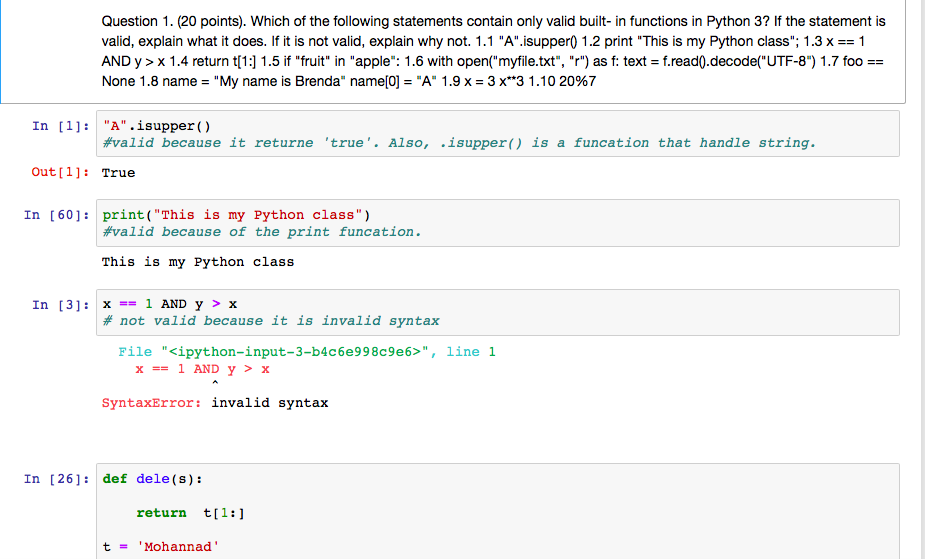 Question 1. (20 points). Which of the following statements contain only valid built- in functions in Python 3? If the statement is
valid, explain what it does. If it is not valid, explain why not. 1.1 "A".isupper() 1.2 print "This is my Python class"; 1.3 x == 1
AND y > x 1.4 return t[1:] 1.5 if "fruit" in "apple": 1.6 with open("myfile.txt", "r") as f: text = f.read().decode("UTF-8") 1.7 foo ==
None 1.8 name = "My name is Brenda" name[0] = "A" 1.9 x = 3 x**3 1.10 20%7
In [1]: "A".isupper()
#valid because it returne 'true'. Also, .isupper() is a funcation that handle string.
Out[1]: True
In [60]: print("This is my Python class")
#valid because of the print funcation.
This is my Python class
In [3]: x == 1 AND y > x
# not valid because it is invalid syntax
File "<ipython-input-3-b4c6e998c9e6>", line 1
x == 1 AND y > x
^
SyntaxError: invalid syntax
In [26]: def dele(s):
return t[1:]
t = 'Mohannad'